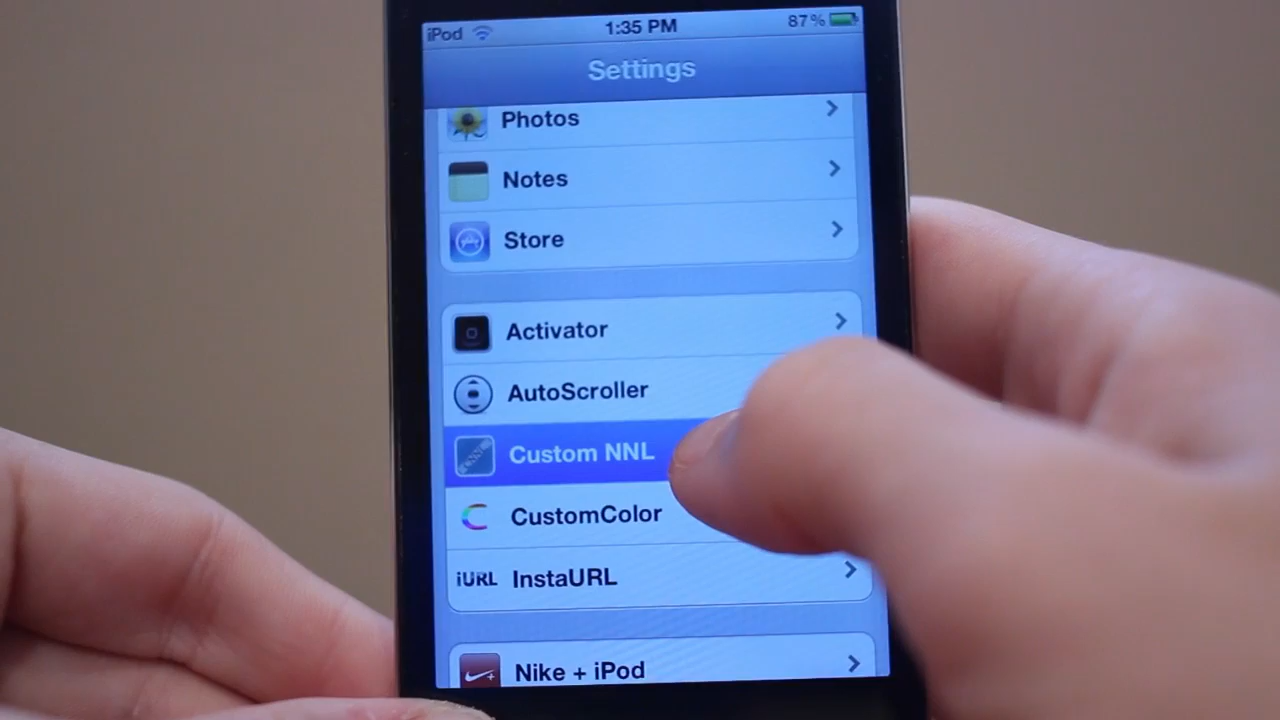 iPod 1:35 PM 87%
Settings
Photos
Notes
Store
Activator
AutoScroller
Custom NNL
CustomColor
iURL InstaURL
Nike + iPod